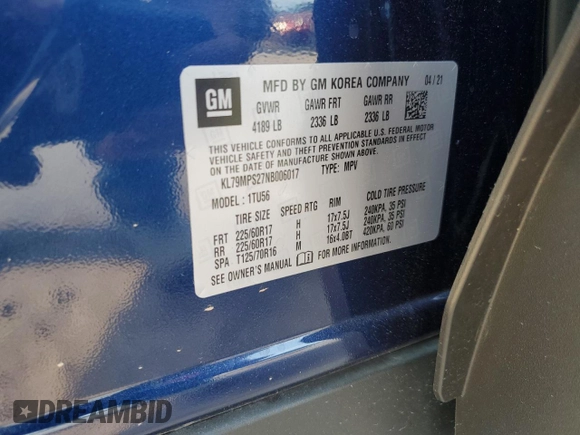 GM
MFD BY GM KOREA COMPANY 04 / 21
GVWR GAWR FRT GAWR RR
4189 LB 2336 LB 2336 LB
THIS VEHICLE CONFORMS TO ALL APPLICABLE U.S. FEDERAL MOTOR
VEHICLE SAFETY AND THEFT PREVENTION STANDARDS IN EFFECT ON THE
DATE OF MANUFACTURE SHOWN ABOVE.
KL79MPS27NB006017 TYPE: MPV
MODEL : 1TU56
TIRE SIZE SPEED RTG RIM COLD TIRE PRESSURE
FRT 225/60R17 H 17x7.5J 240KPA, 35 PSI
RR 225/60R17 H 17x7.5J 240KPA, 35 PSI
SPA T125/70R16 M 16x4.0BT 420KPA, 60 PSI
SEE OWNER'S MANUAL FOR MORE INFORMATION.
DREAMBID